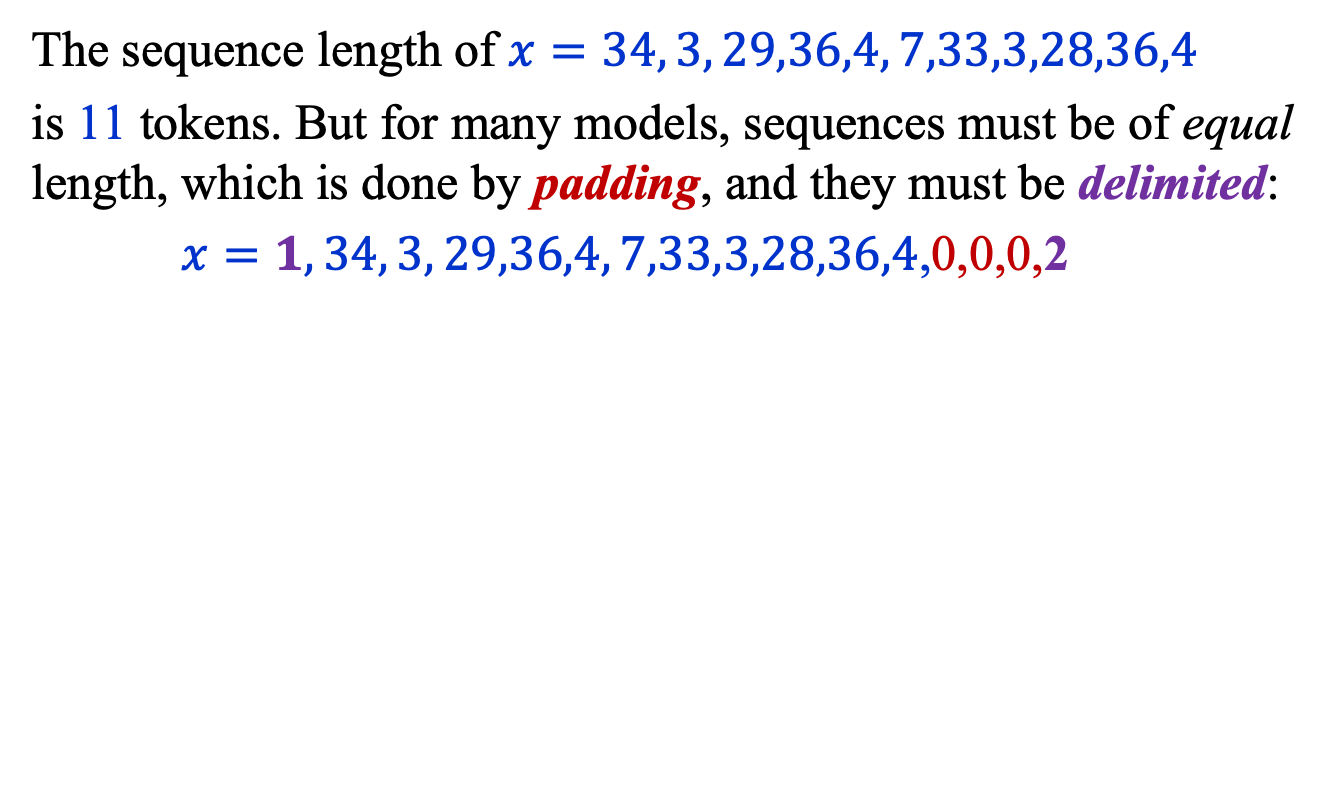 The sequence length of x = 34, 3, 29,36,4, 7,33,3,28,36,4
is 11 tokens. But for many models, sequences must be of equal
length, which is done by padding, and they must be delimited:
x = 1, 34, 3, 29,36,4, 7,33,3,28,36,4,0,0,0,2